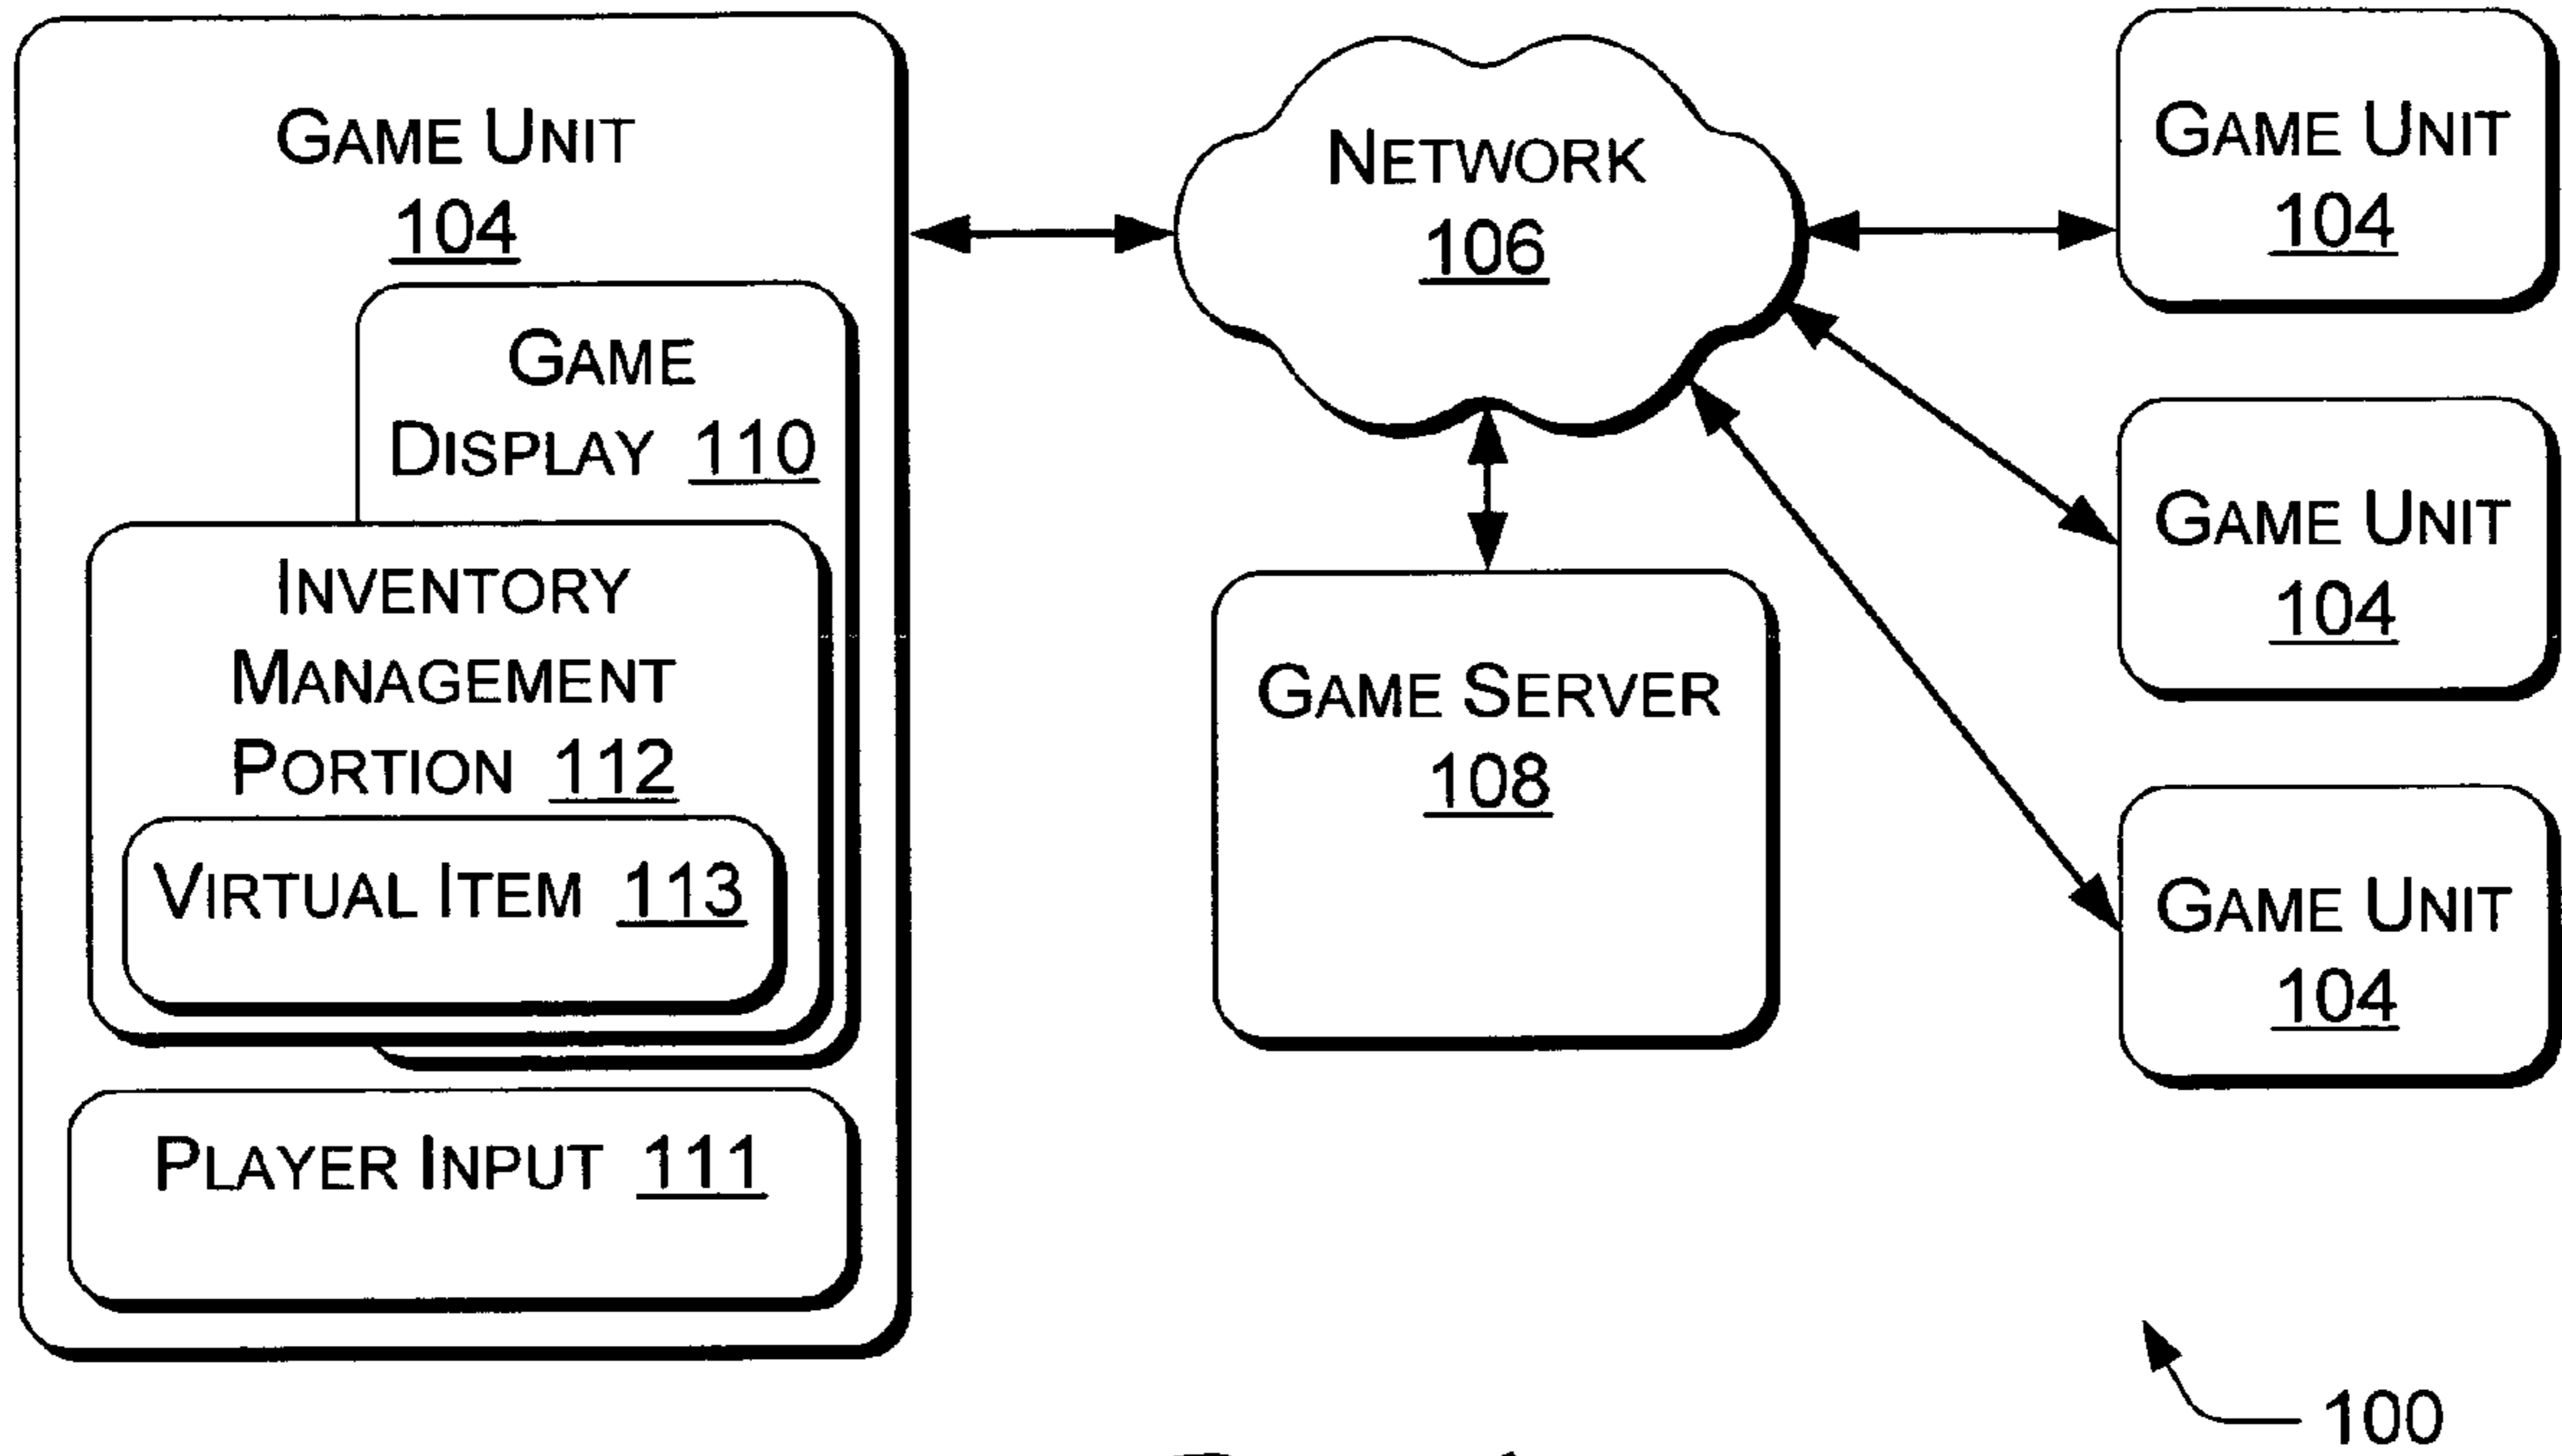 GAME UNIT
104
GAME
DISPLAY 110
INVENTORY
MANAGEMENT
PORTION 112
VIRTUAL ITEM 113
PLAYER INPUT 111
NETWORK
106
GAME SERVER
108
GAME UNIT
104
GAME UNIT
104
GAME UNIT
104
100